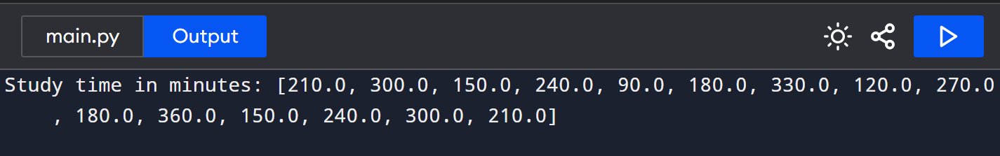 main.py Output
Study time in minutes: [210.0, 300.0, 150.0, 240.0, 90.0, 180.0, 330.0, 120.0, 270.0
, 180.0, 360.0, 150.0, 240.0, 300.0, 210.0]